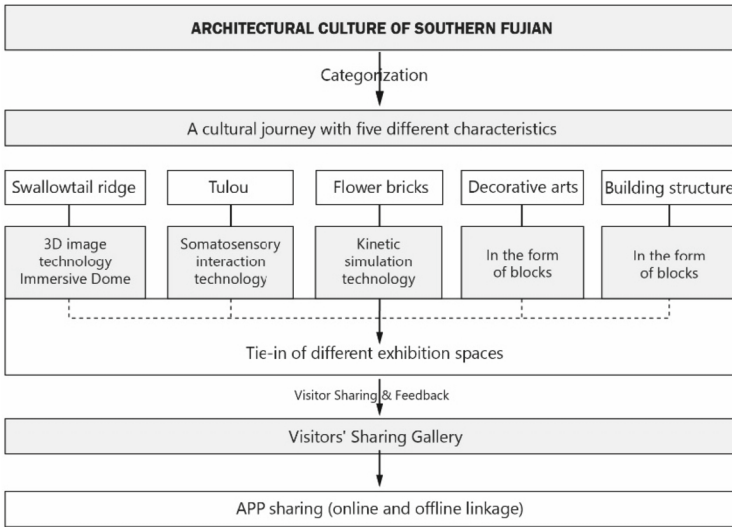 ARCHITECTURAL CULTURE OF SOUTHERN FUJIAN
Categorization
A cultural journey with five different characteristics
Swallowtail ridge
Tulou
Flower bricks
Decorative arts
Building structure
3D image
technology
Immersive Dome
Somatosensory
interaction
technology
Kinetic
simulation
technology
In the form
of blocks
In the form
of blocks
Tie-in of different exhibition spaces
Visitor Sharing & Feedback
Visitors' Sharing Gallery
APP sharing (online and offline linkage)